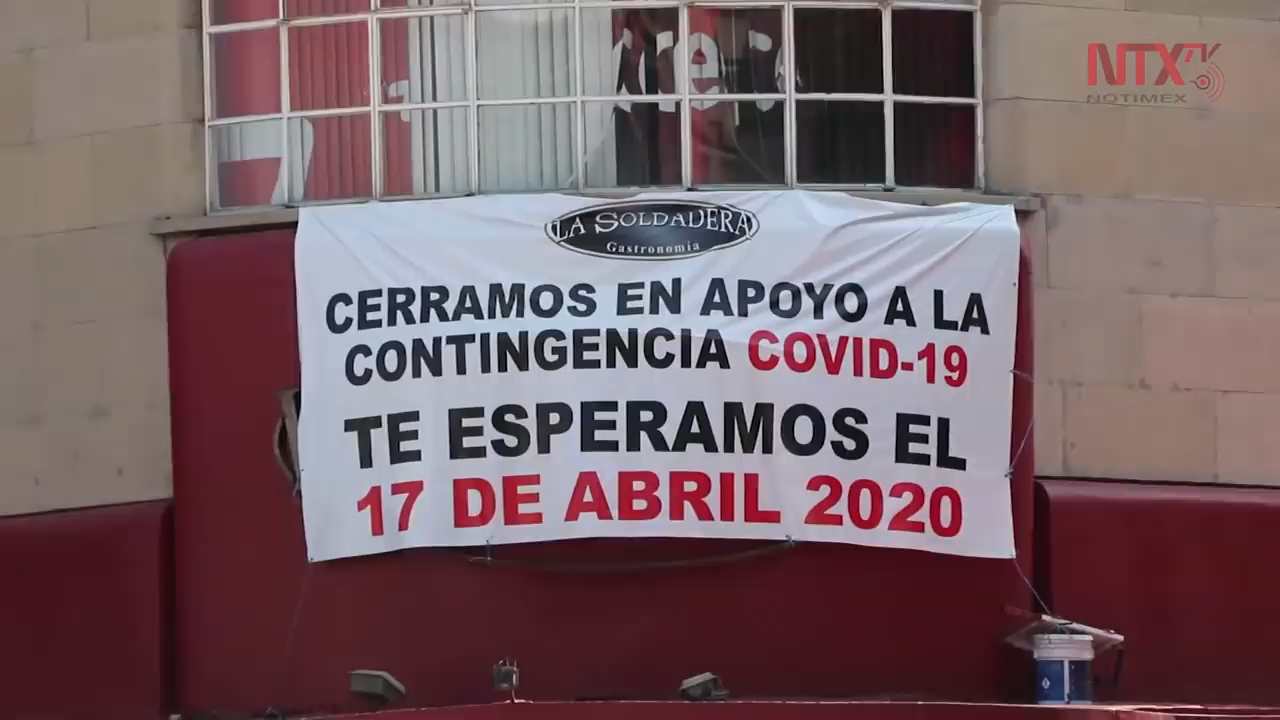 NTX TV
NOTIMEX
LA SOLDADERA
Gastronomía
CERRAMOS EN APOYO A LA
CONTINGENCIA COVID-19
TE ESPERAMOS EL
17 DE ABRIL 2020